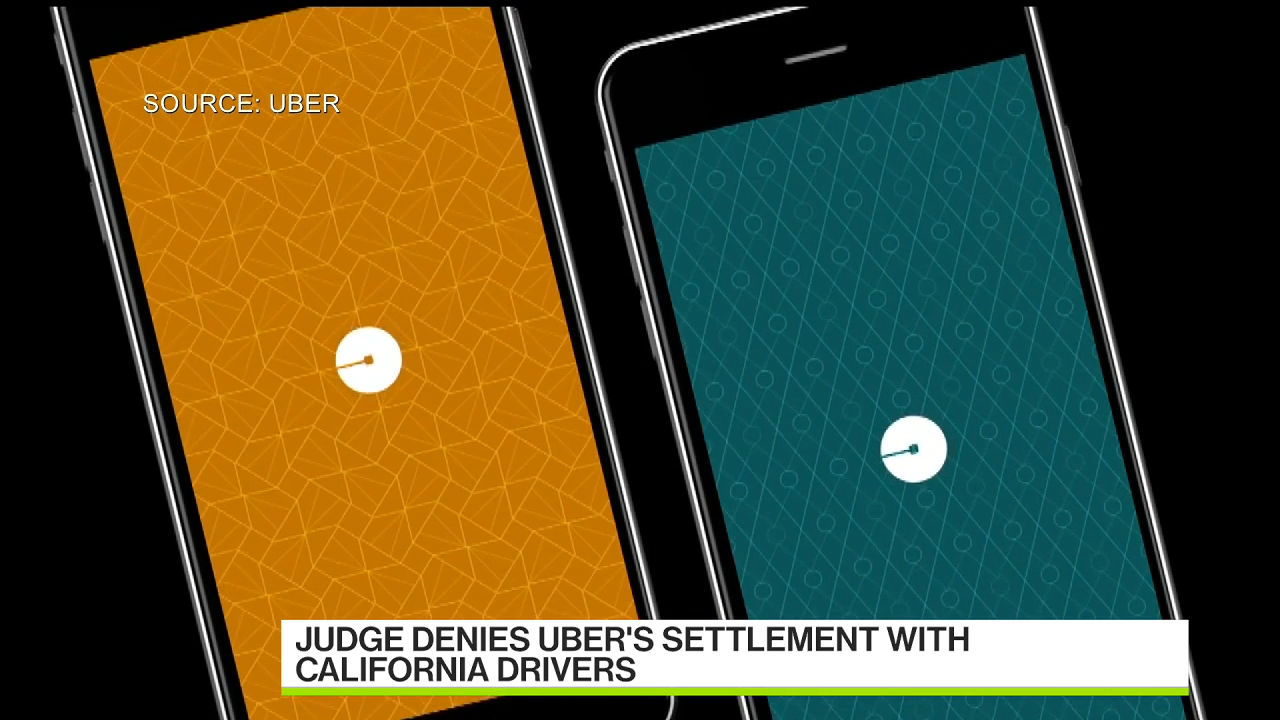 SOURCE: UBER
JUDGE DENIES UBER'S SETTLEMENT WITH
CALIFORNIA DRIVERS